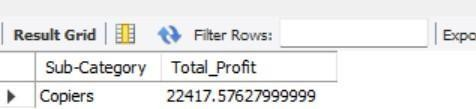 Result Grid Filter Rows: Expo
Sub-Category Total_Profit
Copiers 22417.57627999999